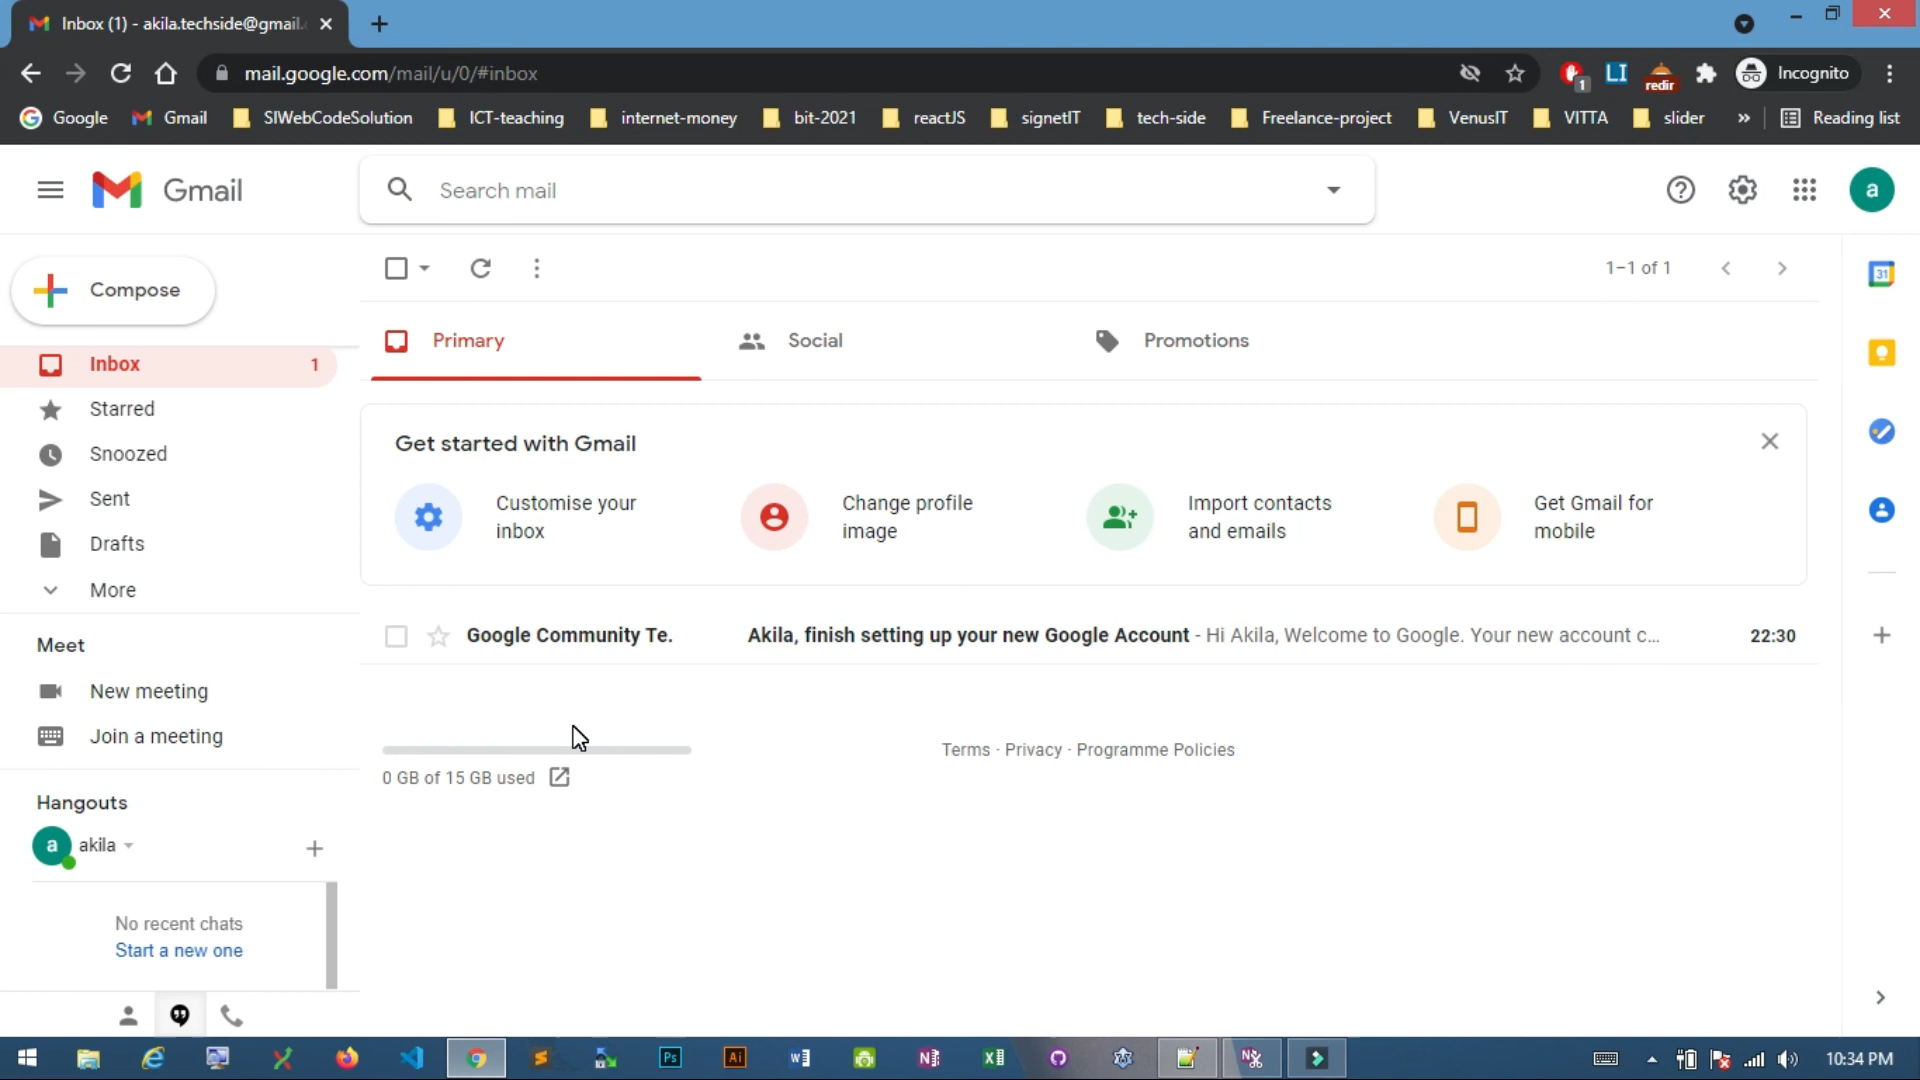 Inbox (1) - akila.techside@gmail.
mail.google.com/mail/u/0/#inbox
1
LI
redir
Incognito
Google
Gmail
SIWebCodeSolution
ICT-teaching
internet-money
bit-2021
reactJS
signetIT
tech-side
Freelance-project
VenusIT
VITTA
slider
»
Reading list
Gmail
Search mail
a
Compose
1–1 of 1
31
Primary
Social
Promotions
Inbox
1
Starred
Snoozed
Sent
Drafts
More
Get started with Gmail
Customise your
inbox
Change profile
image
Import contacts
and emails
Get Gmail for
mobile
Google Community Te.
Akila, finish setting up your new Google Account - Hi Akila, Welcome to Google. Your new account c...
22:30
Meet
New meeting
Join a meeting
0 GB of 15 GB used
Terms · Privacy · Programme Policies
Hangouts
a
akila
No recent chats
Start a new one
Ps
Ai
10:34 PM